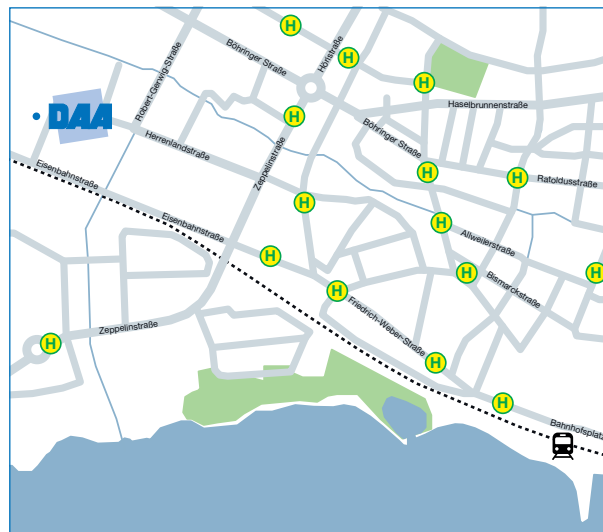 H
Böhringer Straße
Hörlstraße
H
Robert-Gerwig-Straße
H
Haselbrunnenstraße
DAA
H
Herrenlandstraße
Böhringer Straße
Zeppelinstraße
H
H
Ratoldusstraße
Eisenbahnstraße
H
Eisenbahnstraße
H
Allweilerstraße
H
H
H
Bismarckstraße
H
Friedrich-Weber-Straße
Zeppelinstraße
H
H
H
Bahnhofsplatz